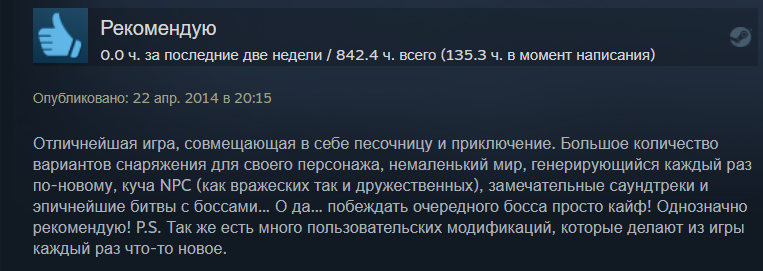 Рекомендую
0.0 ч. за последние две недели / 842.4 ч. всего (135.3 ч. в момент написания)
Опубликовано: 22 апр. 2014 в 20:15
Отличнейшая игра, совмещающая в себе песочницу и приключение. Большое количество
вариантов снаряжения для своего персонажа, немаленький мир, генерирующийся каждый раз
по-новому, куча NPC (как вражеских так и дружественных), замечательные саундтреки и
эпичнейшие битвы с боссами... О да... побеждать очередного босса просто кайф! Однозначно
рекомендую! P.S. Так же есть много пользовательских модификаций, которые делают из игры
каждый раз что-то новое.